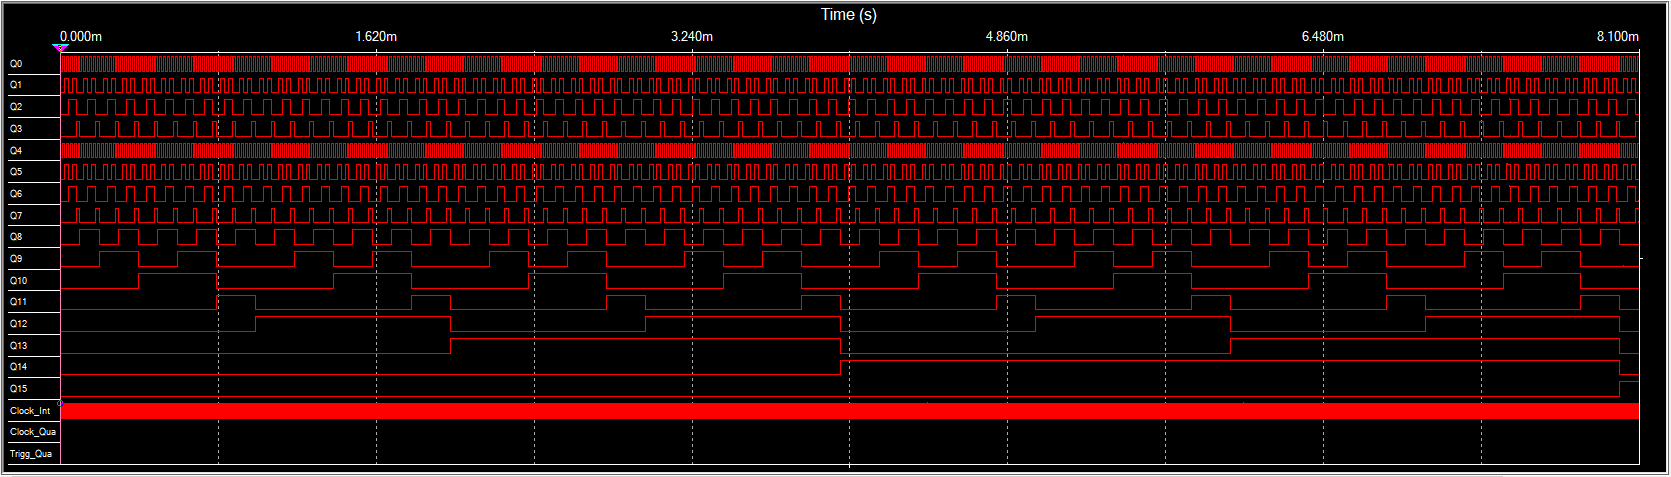 Time (s)
0.000m 1.620m 3.240m 4.860m 6.480m 8.100m
Q0
Q1
Q2
Q3
Q4
Q5
Q6
Q7
Q8
Q9
Q10
Q11
Q12
Q13
Q14
Q15
Clock_Int
Clock_Qua
Trigg_Qua